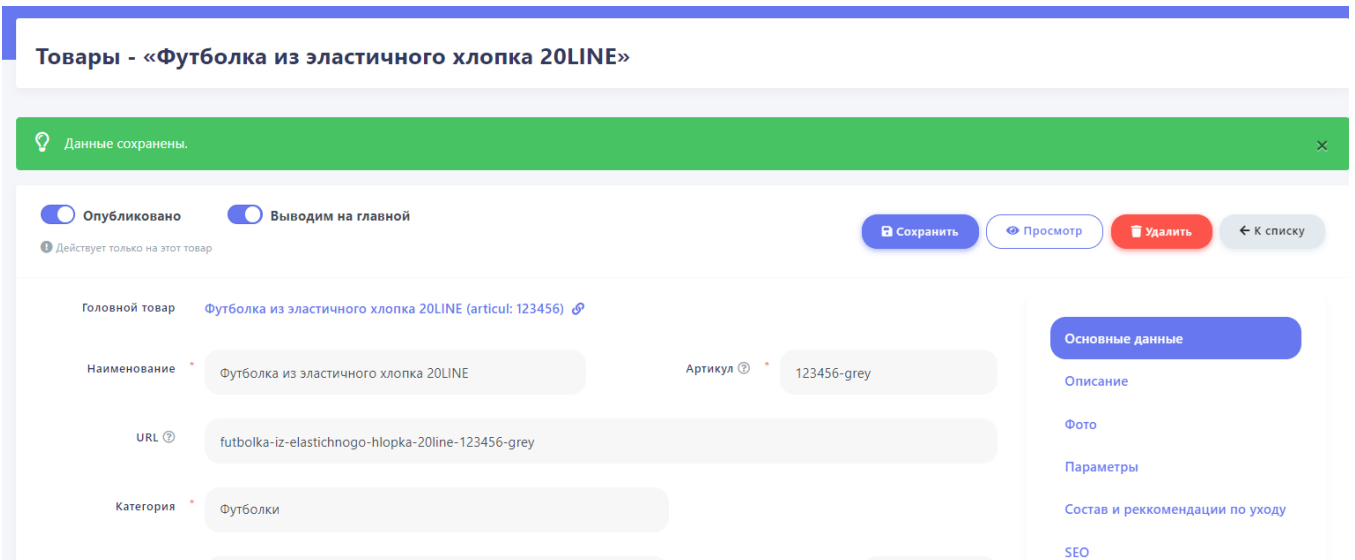 Товары - «Футболка из эластичного хлопка 20LINE»
Данные сохранены.
Опубликовано
Выводим на главной
Действует только на этот товар
Сохранить
Просмотр
Удалить
К списку
Головной товар
Футболка из эластичного хлопка 20LINE (articul: 123456)
Наименование *
Футболка из эластичного хлопка 20LINE
Артикул *
123456-grey
URL
futbolka-iz-elastichnogo-hlopka-20line-123456-grey
Категория *
Футболки
Основные данные
Описание
Фото
Параметры
Состав и реккомендации по уходу
SEO